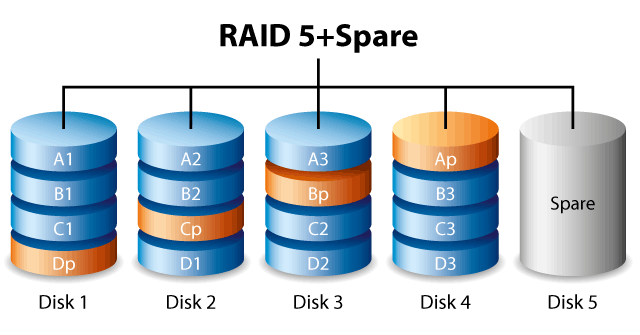 RAID 5+Spare
A1 A2 A3 Ap
B1 B2 Bp B3
C1 Cp C2 C3 Spare
Dp D1 D2 D3
Disk 1 Disk 2 Disk 3 Disk 4 Disk 5